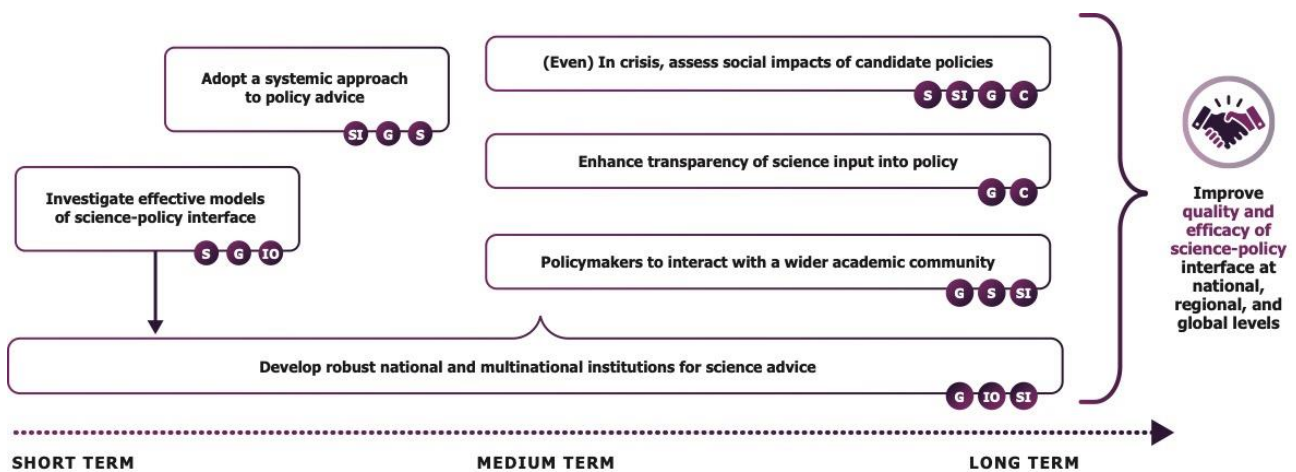 Adopt a systemic approach
to policy advice
SI G S
Investigate effective models
of science-policy interface
S G IO
(Even) In crisis, assess social impacts of candidate policies
S SI G C
Enhance transparency of science input into policy
G C
Policymakers to interact with a wider academic community
G S SI
Develop robust national and multinational institutions for science advice
G IO SI
Improve
quality and
efficacy of
science-policy
interface at
national,
regional, and
global levels
SHORT TERM
MEDIUM TERM
LONG TERM